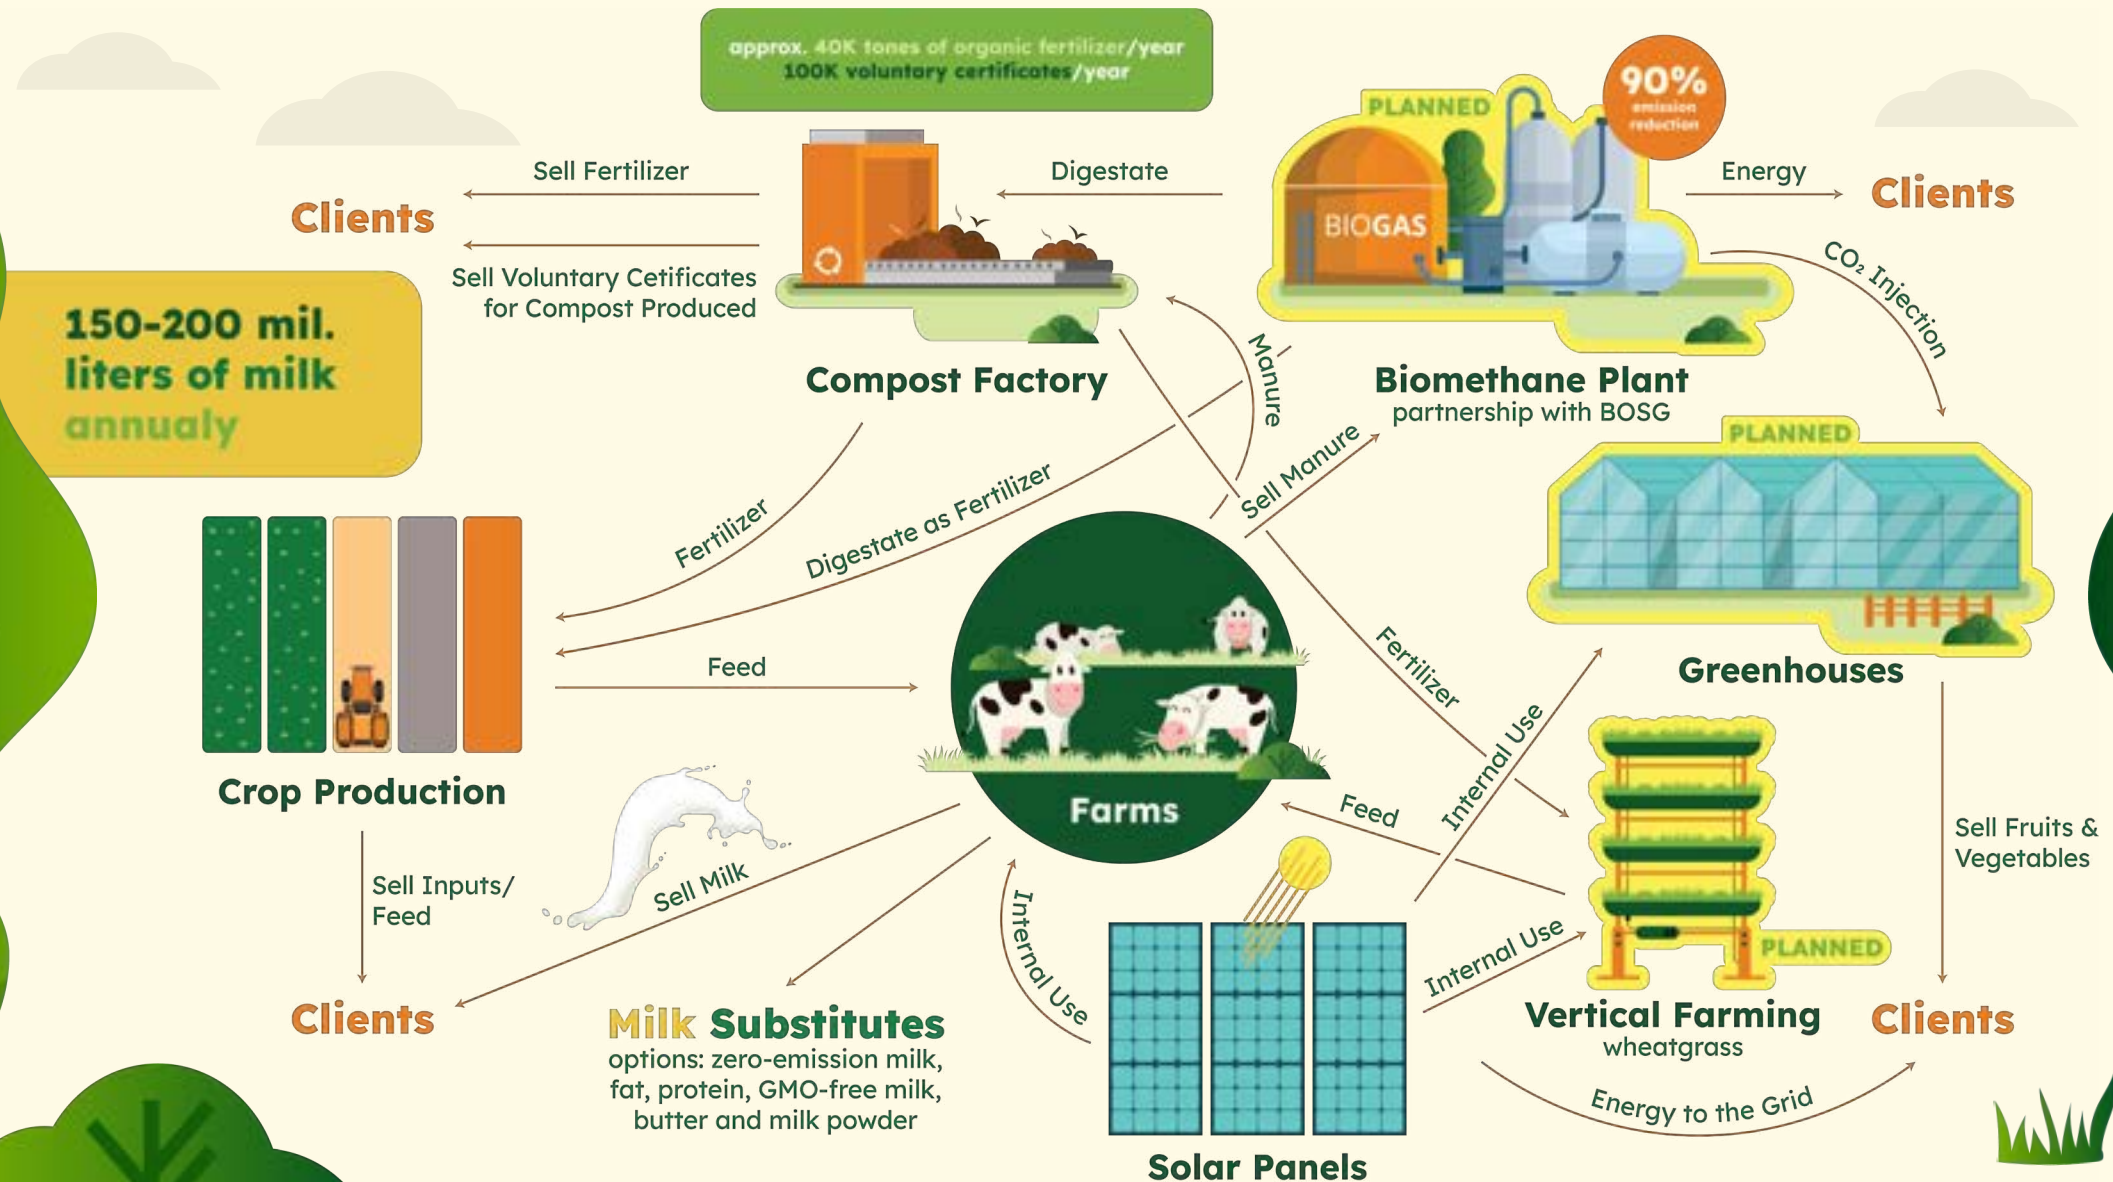 approx. 40K tones of organic fertilizer/year
100K voluntary certificates/year
PLANNED
90%
emission
reduction
Sell Fertilizer
Digestate
Energy
Clients
Clients
BIOGAS
CO₂ Injection
Sell Voluntary Cetificates
for Compost Produced
150-200 mil.
liters of milk
annualy
Compost Factory
Manure
Biomethane Plant
partnership with BOSG
PLANNED
Sell Manure
Fertilizer
Digestate as Fertilizer
Feed
Fertilizer
Greenhouses
Internal Use
Crop Production
Farms
Feed
Sell Fruits &
Vegetables
Sell Inputs/
Feed
Sell Milk
Internal Use
Internal Use
PLANNED
Clients
Milk Substitutes
options: zero-emission milk,
fat, protein, GMO-free milk,
butter and milk powder
Vertical Farming
wheatgrass
Clients
Energy to the Grid
Solar Panels